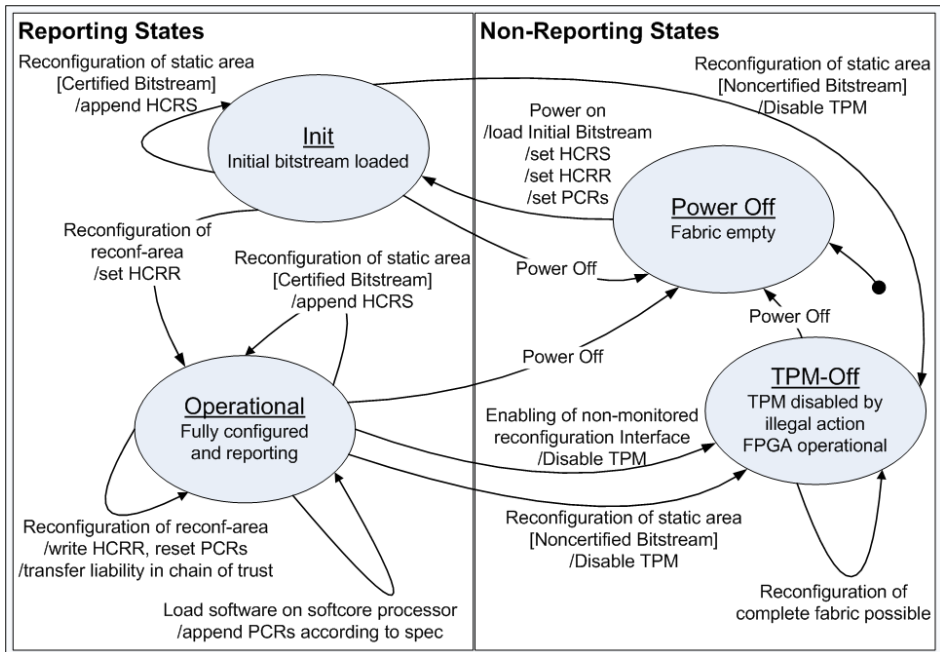 Reporting States
Reconfiguration of static area
[Certified Bitstream]
/append HCRS
Init
Initial bitstream loaded
Reconfiguration of
reconf-area
/set HCRR
Reconfiguration of static area
[Certified Bitstream]
/append HCRS
Operational
Fully configured
and reporting
Reconfiguration of reconf-area
/write HCRR, reset PCRs
/transfer liability in chain of trust
Load software on softcore processor
/append PCRs according to spec
Non-Reporting States
Reconfiguration of static area
[Noncertified Bitstream]
/Disable TPM
Power on
/load Initial Bitstream
/set HCRS
/set HCRR
/set PCRs
Power Off
Fabric empty
Power Off
Power Off
Power Off
TPM-Off
TPM disabled by
illegal action
FPGA operational
Enabling of non-monitored
reconfiguration Interface
/Disable TPM
Reconfiguration of static area
[Noncertified Bitstream]
/Disable TPM
Reconfiguration of
complete fabric possible